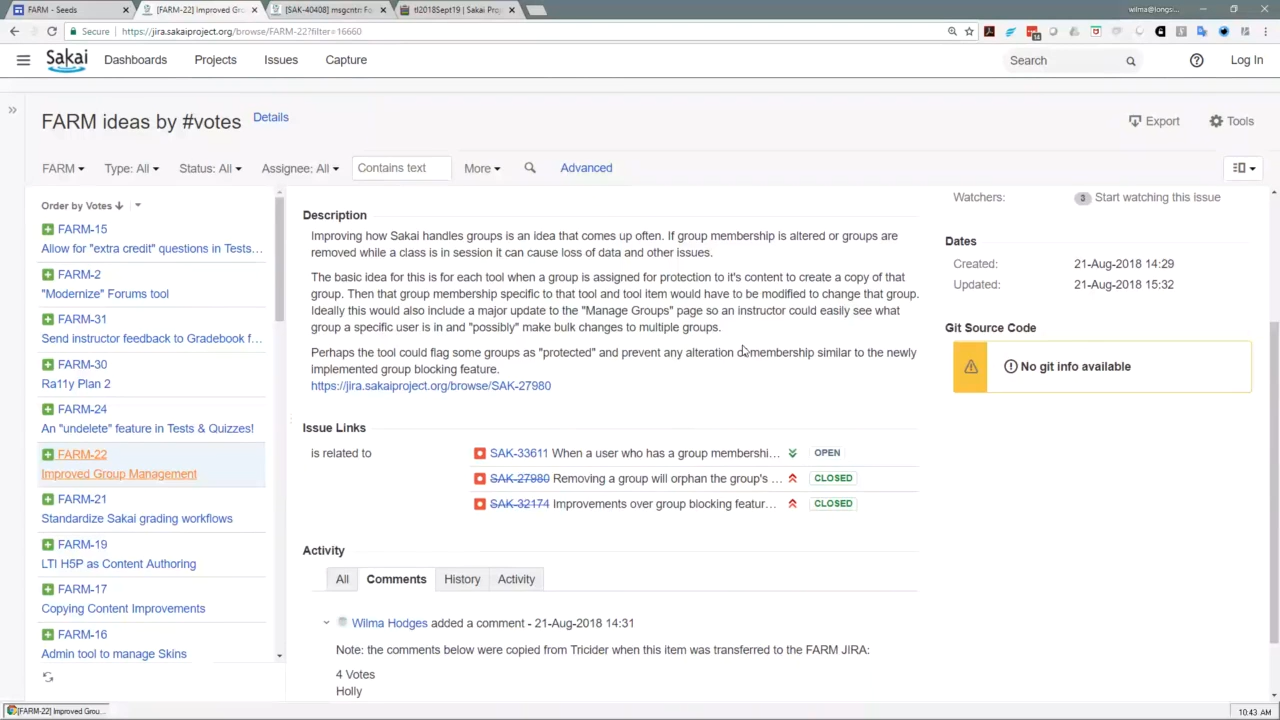 FARM - Seeds
[FARM-22] Improved Gro
[SAK-40408] msgcntr: Fo
tl2018Sept19 | Sakai Pro
wilma@longs
Secure
https://jira.sakaiproject.org/browse/FARM-22?filter=16660
Sakai
Dashboards
Projects
Issues
Capture
Search
Log In
FARM ideas by #votes
Details
Export
Tools
FARM
Type: All
Status: All
Assignee: All
Contains text
More
Advanced
Order by Votes
FARM-15
Allow for "extra credit" questions in Tests…
FARM-2
"Modernize" Forums tool
FARM-31
Send instructor feedback to Gradebook f…
FARM-30
Ra11y Plan 2
FARM-24
An "undelete" feature in Tests & Quizzes!
FARM-22
Improved Group Management
FARM-21
Standardize Sakai grading workflows
FARM-19
LTI H5P as Content Authoring
FARM-17
Copying Content Improvements
FARM-16
Admin tool to manage Skins
Description
Improving how Sakai handles groups is an idea that comes up often. If group membership is altered or groups are
removed while a class is in session it can cause loss of data and other issues.
The basic idea for this is for each tool when a group is assigned for protection to it's content to create a copy of that
group. Then that group membership specific to that tool and tool item would have to be modified to change that group.
Ideally this would also include a major update to the "Manage Groups" page so an instructor could easily see what
group a specific user is in and "possibly" make bulk changes to multiple groups.
Perhaps the tool could flag some groups as "protected" and prevent any alteration of membership similar to the newly
implemented group blocking feature.
https://jira.sakaiproject.org/browse/SAK-27980
Issue Links
is related to
SAK-33611 When a user who has a group membershi… OPEN
SAK-27980 Removing a group will orphan the group's … CLOSED
SAK-32174 Improvements over group blocking featur… CLOSED
Activity
All
Comments
History
Activity
Wilma Hodges added a comment - 21-Aug-2018 14:31
Note: the comments below were copied from Tricider when this item was transferred to the FARM JIRA:
4 Votes
Holly
Watchers:
3 Start watching this issue
Dates
Created:
21-Aug-2018 14:29
Updated:
21-Aug-2018 15:32
Git Source Code
No git info available
[FARM-22] Improved Grou...
10:43 AM